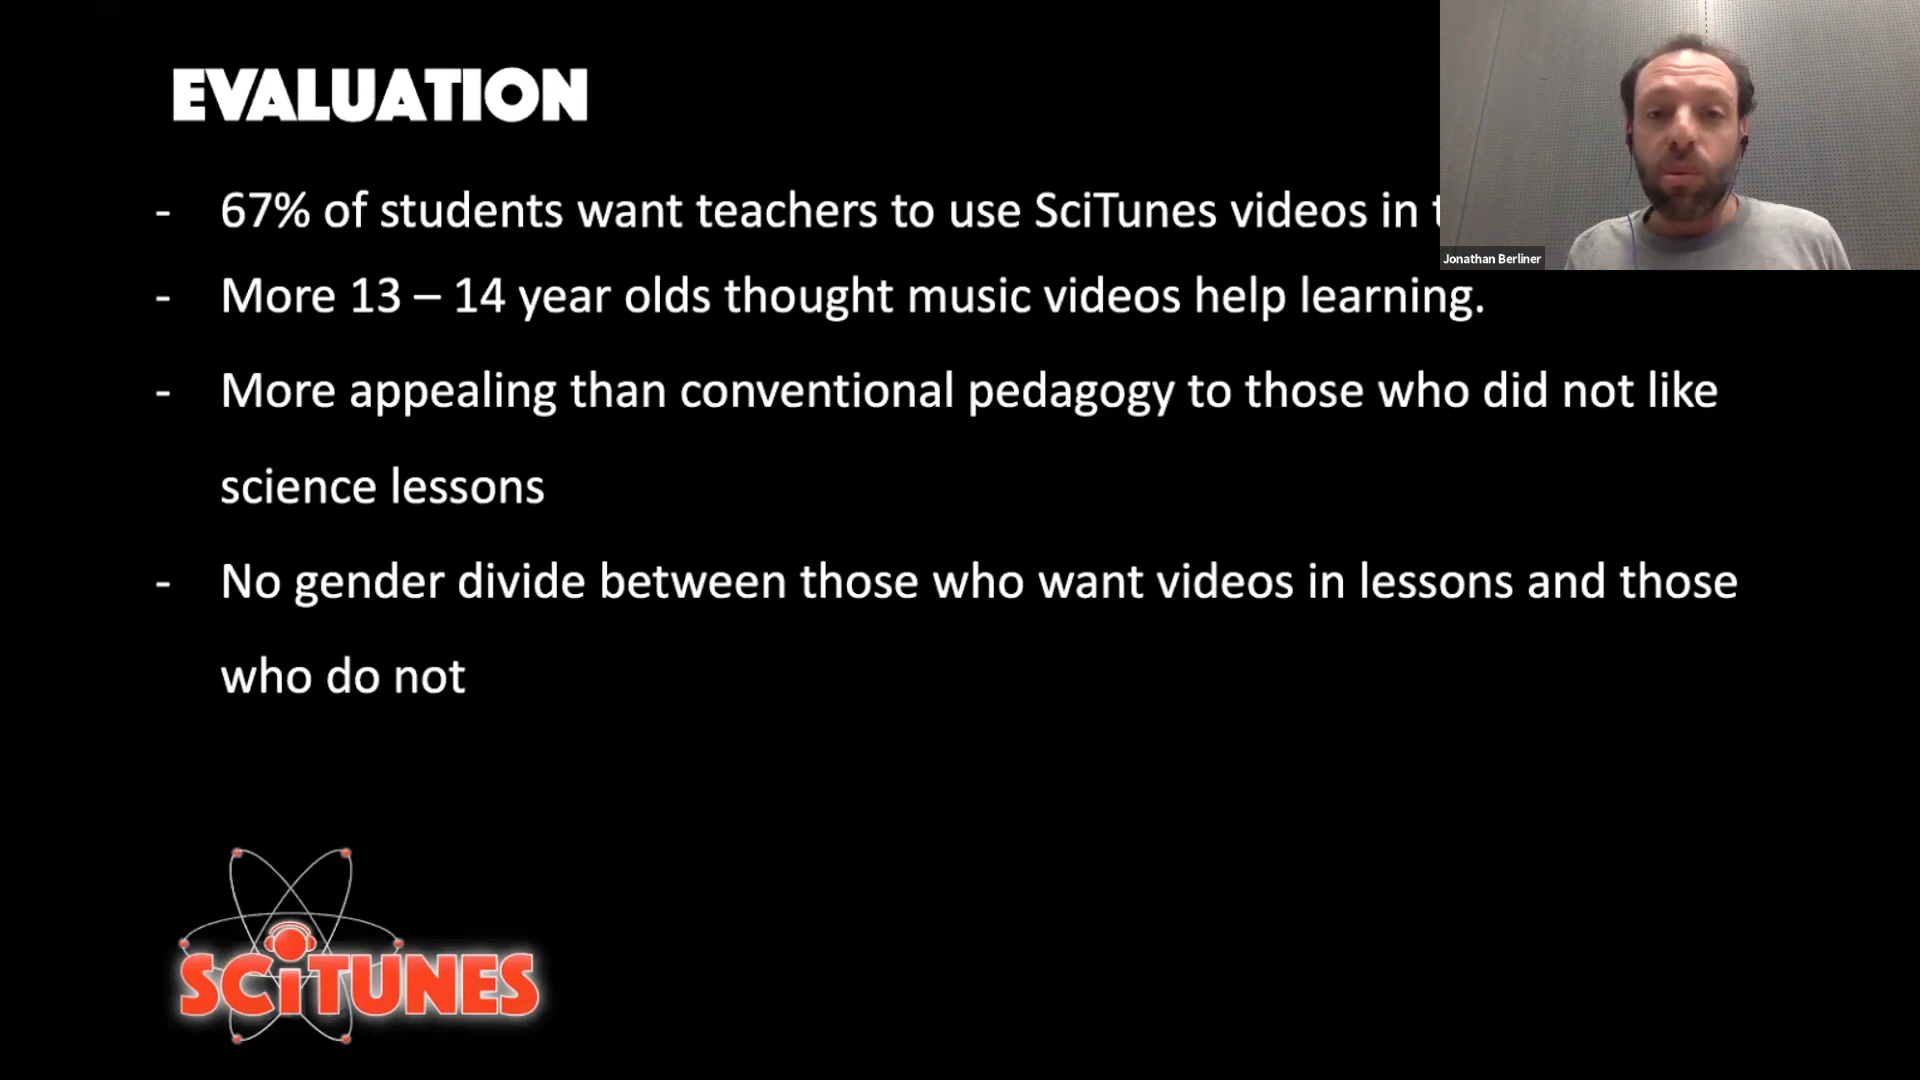 EVALUATION
- 67% of students want teachers to use SciTunes videos in
Jonathan Berliner
- More 13 – 14 year olds thought music videos help learning.
- More appealing than conventional pedagogy to those who did not like
science lessons
- No gender divide between those who want videos in lessons and those
who do not
SCiTUNES